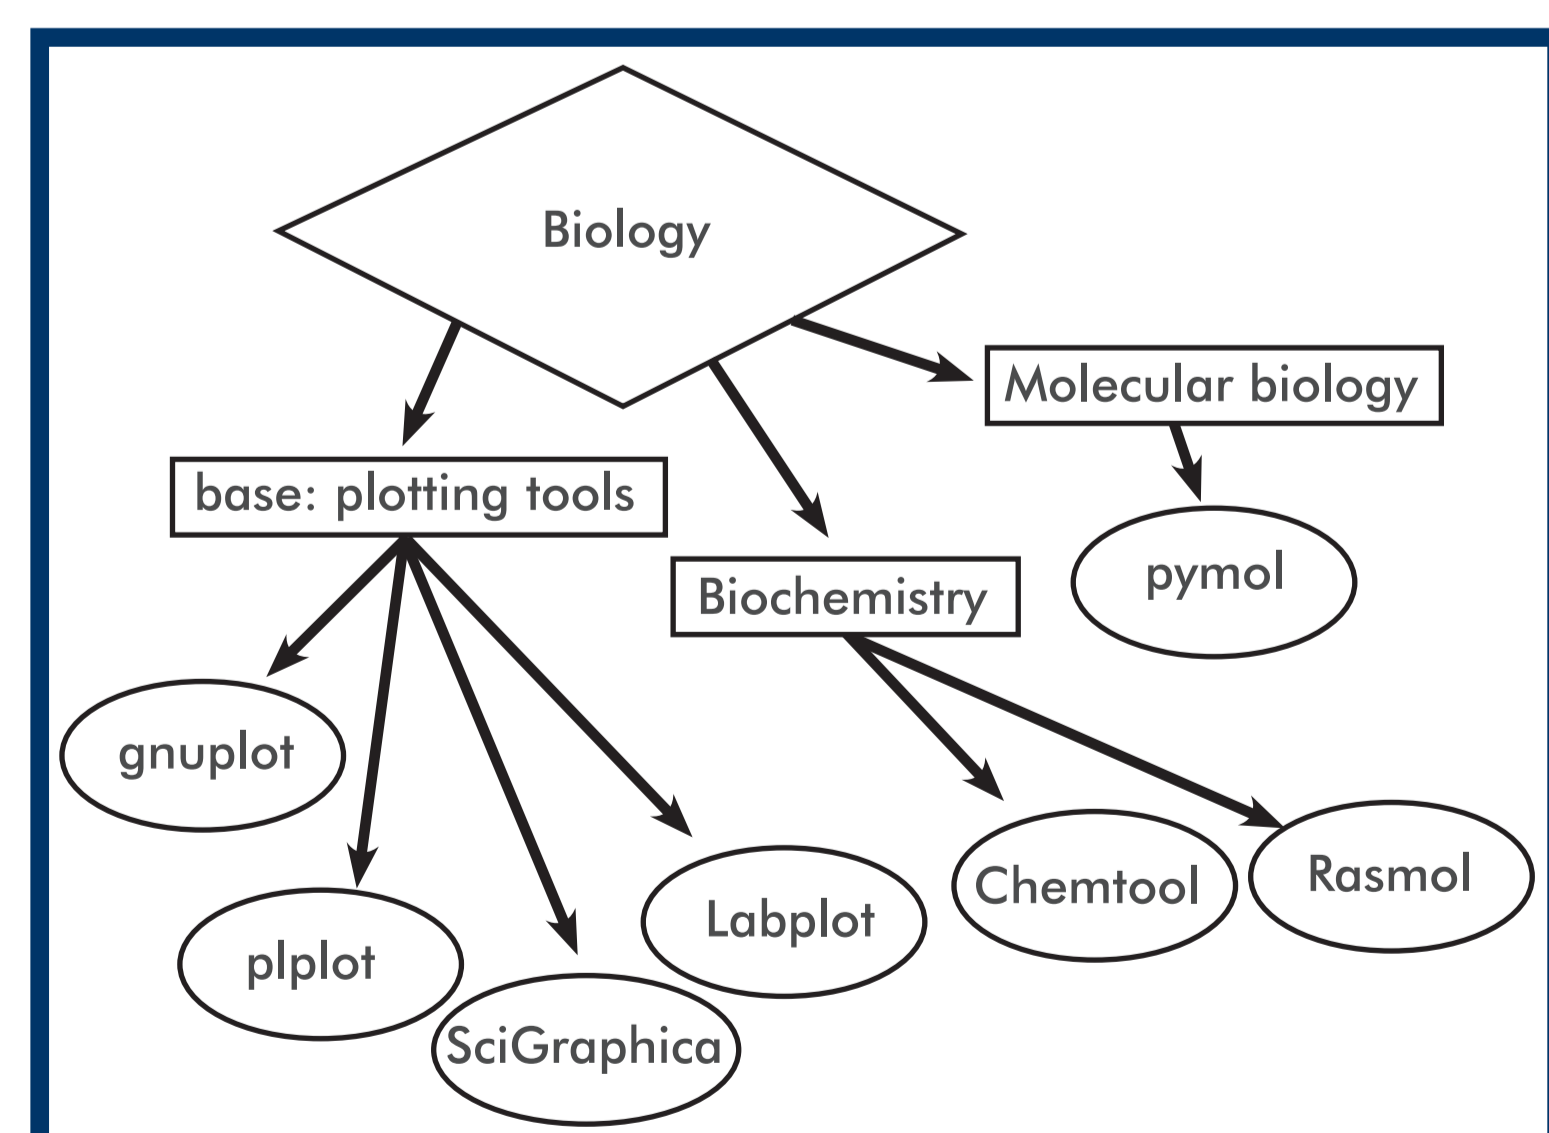 Biology
Molecular biology
base: plotting tools
pymol
Biochemistry
gnuplot
Rasmol
Chemtool
Labplot
plplot
SciGraphica